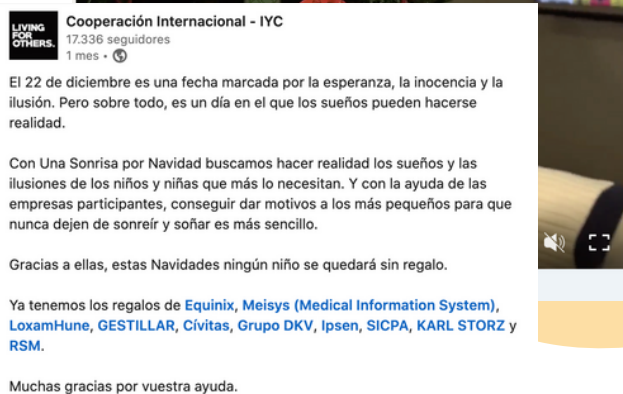 LIVING
FOR
OTHERS.
Cooperación Internacional - IYC
17.336 seguidores
1 mes •
El 22 de diciembre es una fecha marcada por la esperanza, la inocencia y la
ilusión. Pero sobre todo, es un día en el que los sueños pueden hacerse
realidad.
Con Una Sonrisa por Navidad buscamos hacer realidad los sueños y las
ilusiones de los niños y niñas que más lo necesitan. Y con la ayuda de las
empresas participantes, conseguir dar motivos a los más pequeños para que
nunca dejen de sonreír y soñar es más sencillo.
Gracias a ellas, estas Navidades ningún niño se quedará sin regalo.
Ya tenemos los regalos de Equinix, Meisys (Medical Information System),
LoxamHune, GESTILLAR, Cívitas, Grupo DKV, Ipsen, SICPA, KARL STORZ y
RSM.
Muchas gracias por vuestra ayuda.